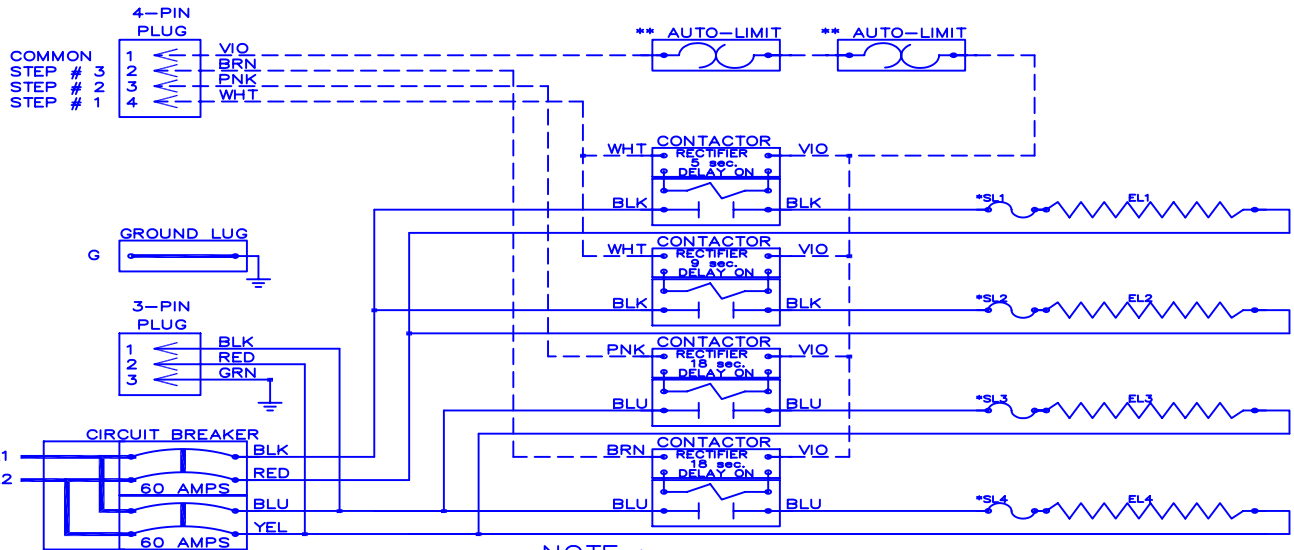 4-PIN
PLUG
COMMON 1 VIO
STEP # 3 2 BRN
STEP # 2 3 PNK
STEP # 1 4 WHT
** AUTO-LIMIT ** AUTO-LIMIT
CONTACTOR
WHT RECTIFIER VIO
5 sec.
DELAY ON
BLK BLK *SL1 EL1
GROUND LUG
G
CONTACTOR
WHT RECTIFIER VIO
9 sec.
DELAY ON
BLK BLK *SL2 EL2
3-PIN
PLUG
1 BLK
2 RED
3 GRN
CONTACTOR
PNK RECTIFIER VIO
18 sec.
DELAY ON
BLU BLU *SL3 EL3
CIRCUIT BREAKER
1 BLK
2 RED
60 AMPS
BLU
YEL
60 AMPS
CONTACTOR
BRN RECTIFIER VIO
18 sec.
DELAY ON
BLU BLU *SL4 EL4